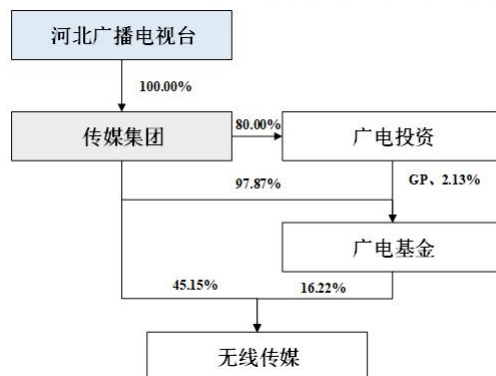 河北广播电视台
100.00%
传媒集团
80.00%
广电投资
97.87%
GP、2.13%
广电基金
45.15%
16.22%
无线传媒